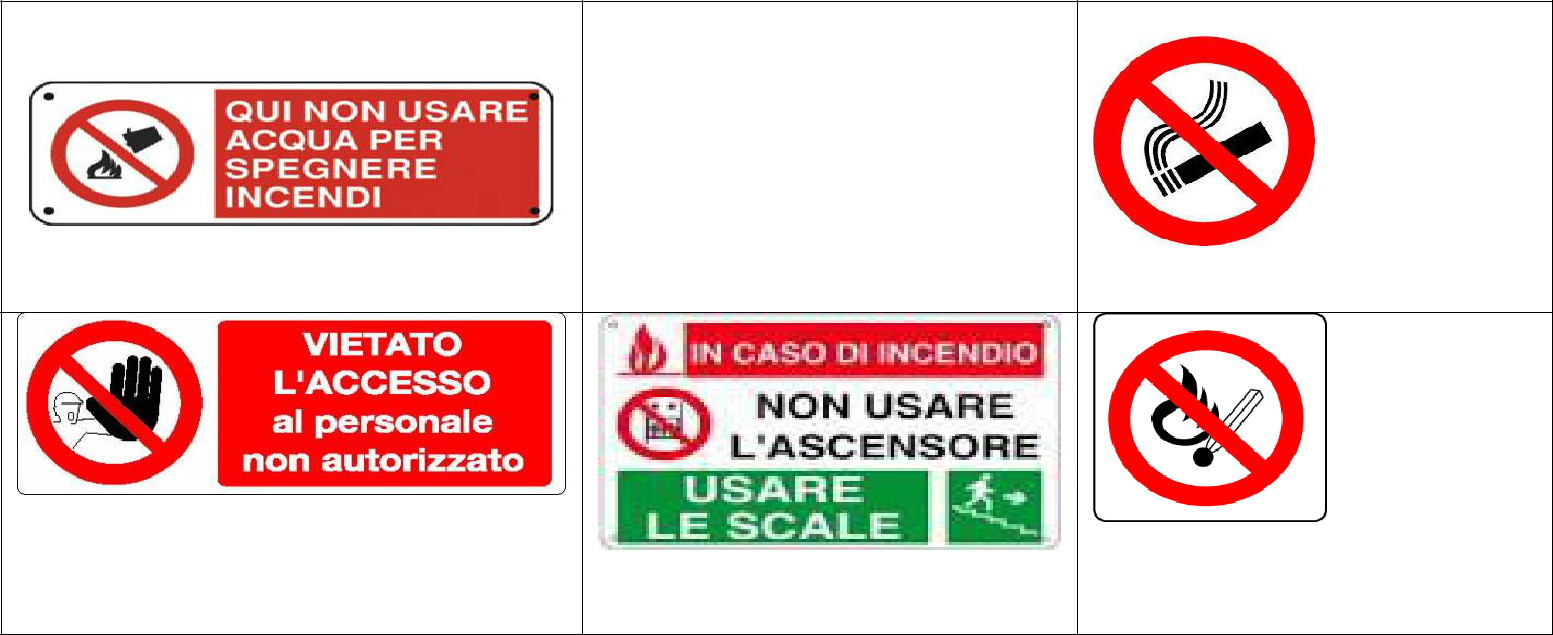 QUI NON USARE
ACQUA PER
SPEGNERE
INCENDI
VIETATO
L'ACCESSO
al personale
non autorizzato
IN CASO DI INCENDIO
NON USARE
L'ASCENSORE
USARE
LE SCALE